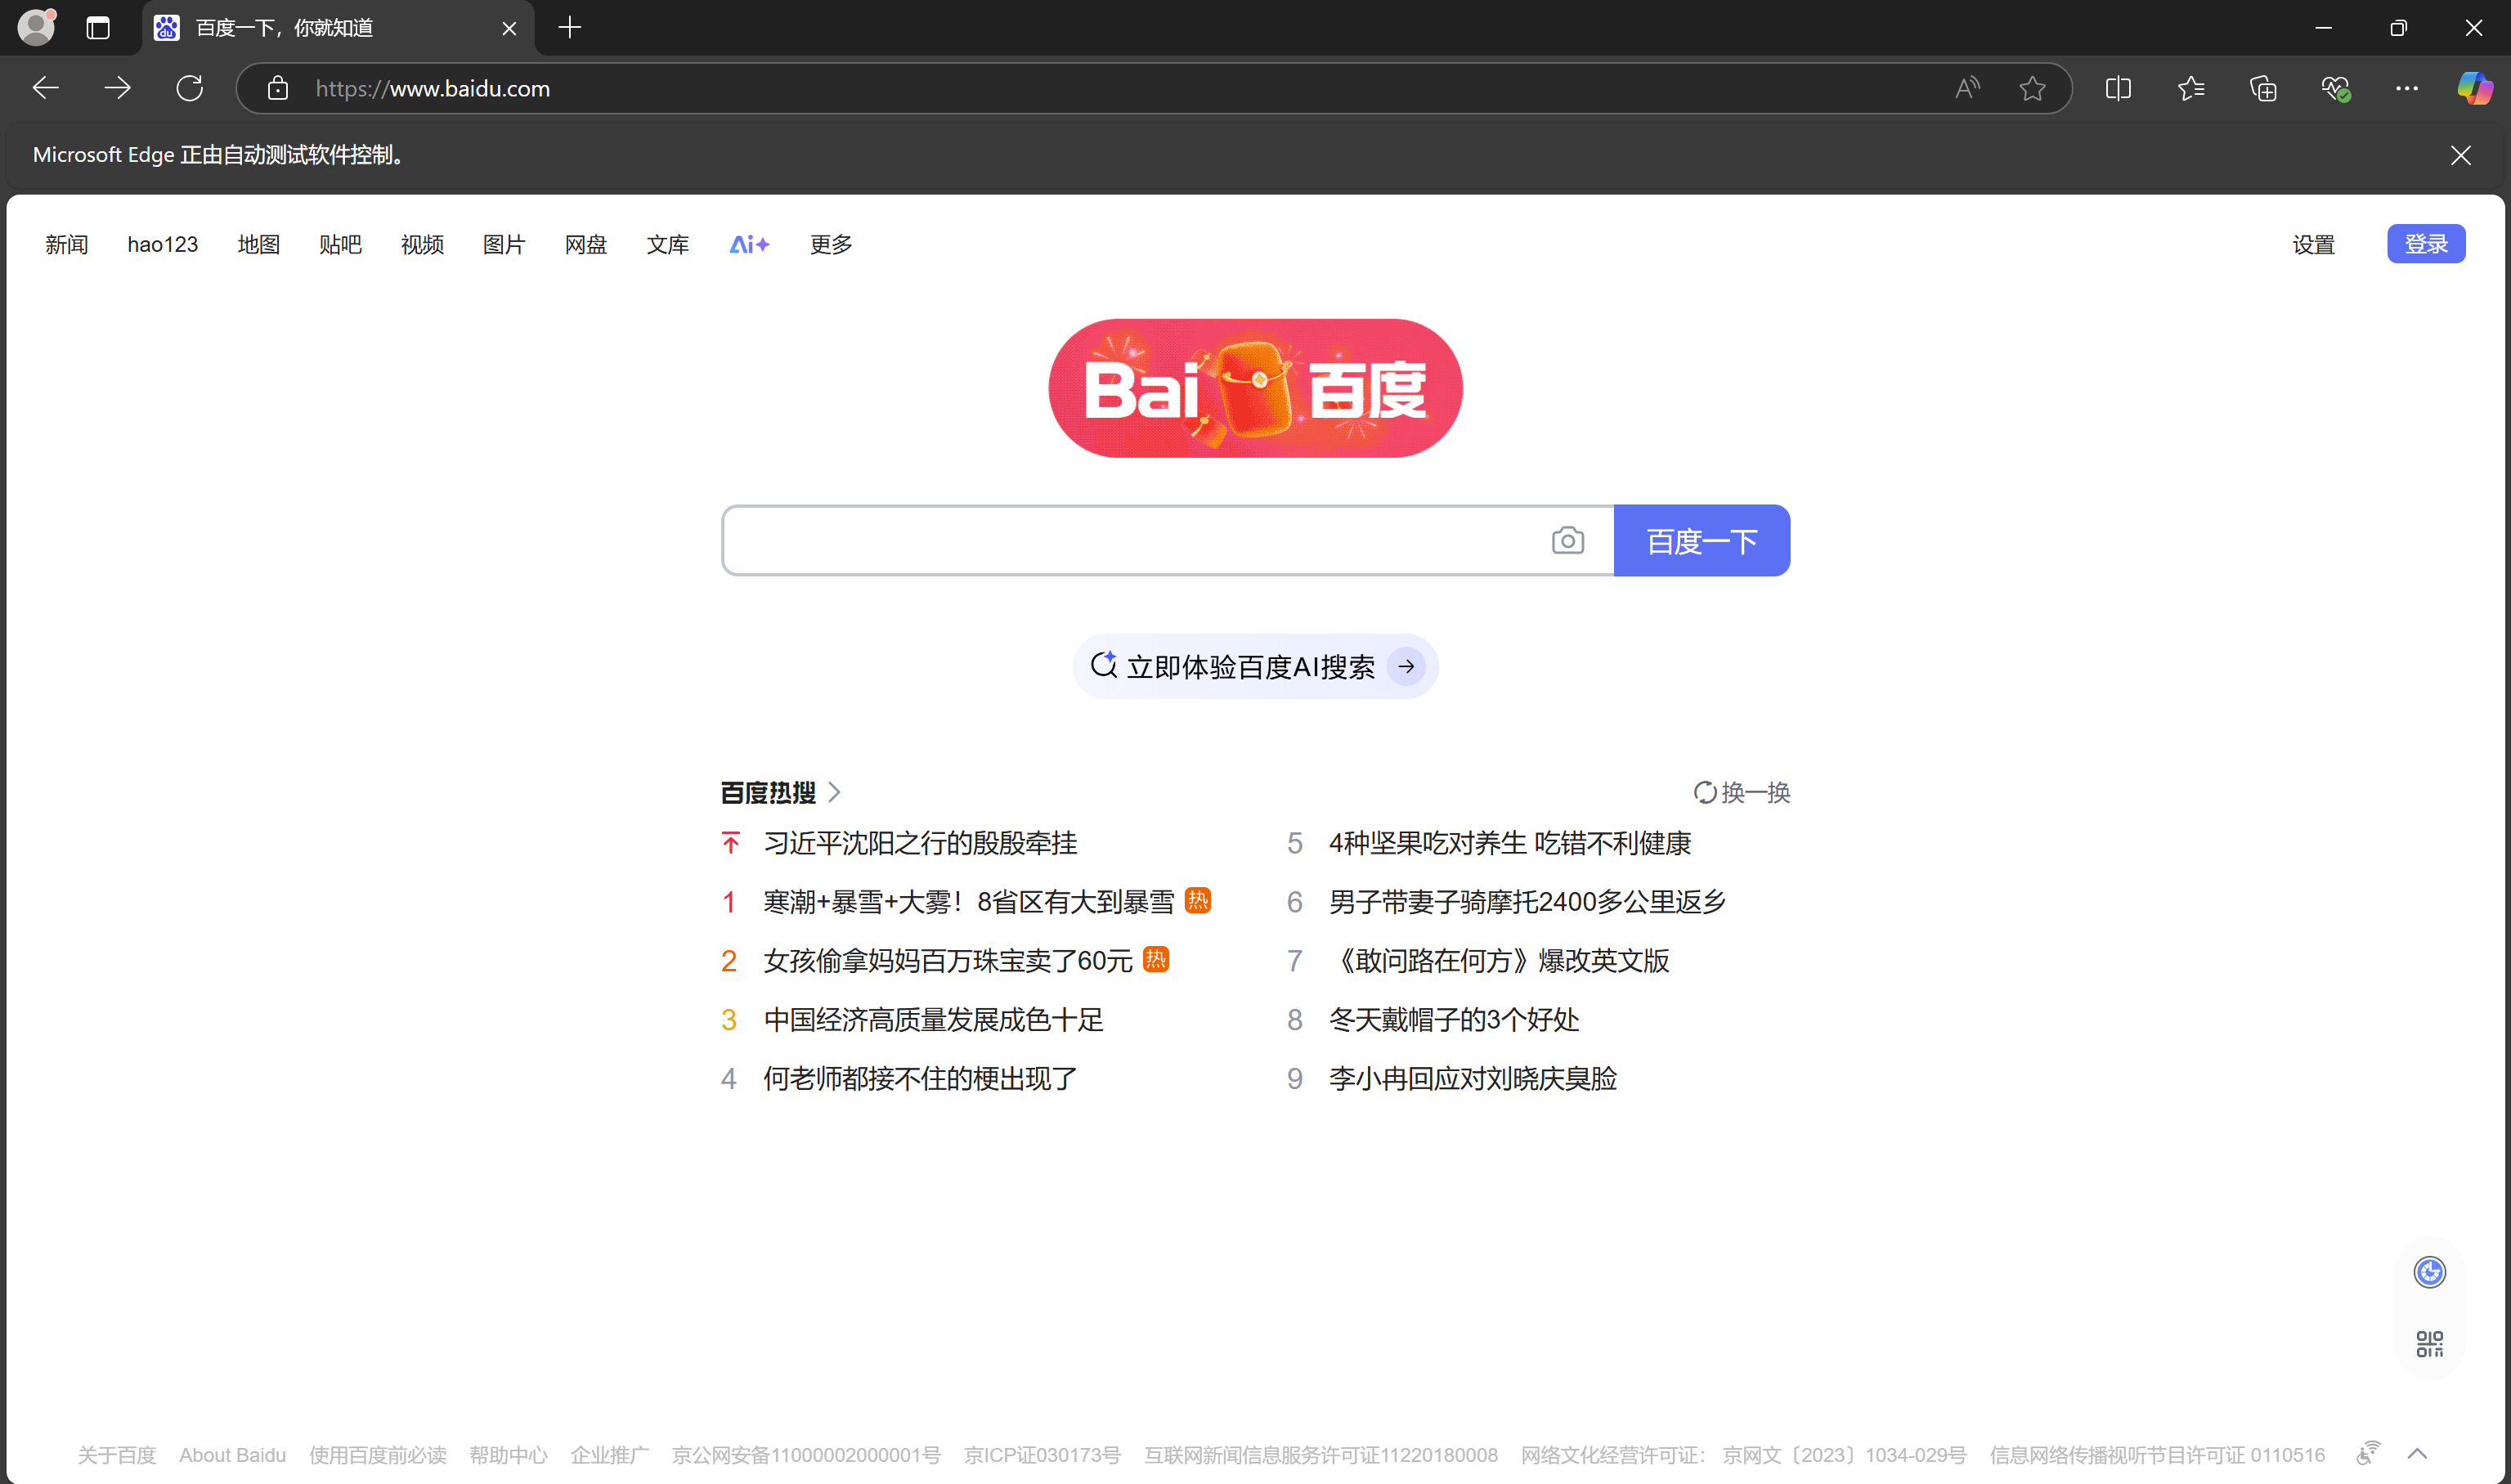 百度一下，你就知道
https://www.baidu.com
Microsoft Edge 正由自动测试软件控制。
新闻 hao123 地图 贴吧 视频 图片 网盘 文库 Ai 更多 设置 登录
Bai 百度
百度一下
立即体验百度AI搜索
百度热搜 换一换
习近平沈阳之行的殷殷牵挂
1 寒潮+暴雪+大雾！8省区有大到暴雪 热
2 女孩偷拿妈妈百万珠宝卖了60元 热
3 中国经济高质量发展成色十足
4 何老师都接不住的梗出现了
5 4种坚果吃对养生 吃错不利健康
6 男子带妻子骑摩托2400多公里返乡
7 《敢问路在何方》爆改英文版
8 冬天戴帽子的3个好处
9 李小冉回应对刘晓庆臭脸
关于百度 About Baidu 使用百度前必读 帮助中心 企业推广 京公网安备11000002000001号 京ICP证030173号 互联网新闻信息服务许可证11220180008 网络文化经营许可证： 京网文〔2023〕1034-029号 信息网络传播视听节目许可证 0110516